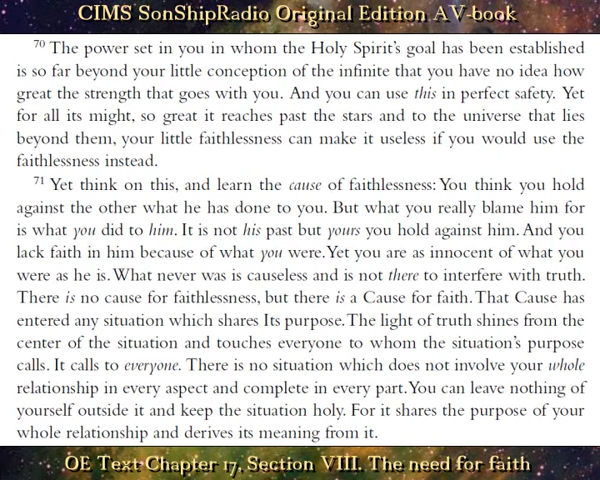 CIMS SonShipRadio Original Edition AV-book
70 The power set in you in whom the Holy Spirit's goal has been established
is so far beyond your little conception of the infinite that you have no idea how
great the strength that goes with you. And you can use this in perfect safety. Yet
for all its might, so great it reaches past the stars and to the universe that lies
beyond them, your little faithlessness can make it useless if you would use the
faithlessness instead.
71 Yet think on this, and learn the cause of faithlessness: You think you hold
against the other what he has done to you. But what you really blame him for
is what you did to him. It is not his past but yours you hold against him. And you
lack faith in him because of what you were. Yet you are as innocent of what you
were as he is. What never was is causeless and is not there to interfere with truth.
There is no cause for faithlessness, but there is a Cause for faith. That Cause has
entered any situation which shares Its purpose. The light of truth shines from the
center of the situation and touches everyone to whom the situation's purpose
calls. It calls to everyone. There is no situation which does not involve your whole
relationship in every aspect and complete in every part. You can leave nothing of
yourself outside it and keep the situation holy. For it shares the purpose of your
whole relationship and derives its meaning from it.
OE Text Chapter 17, Section VIII. The need for faith